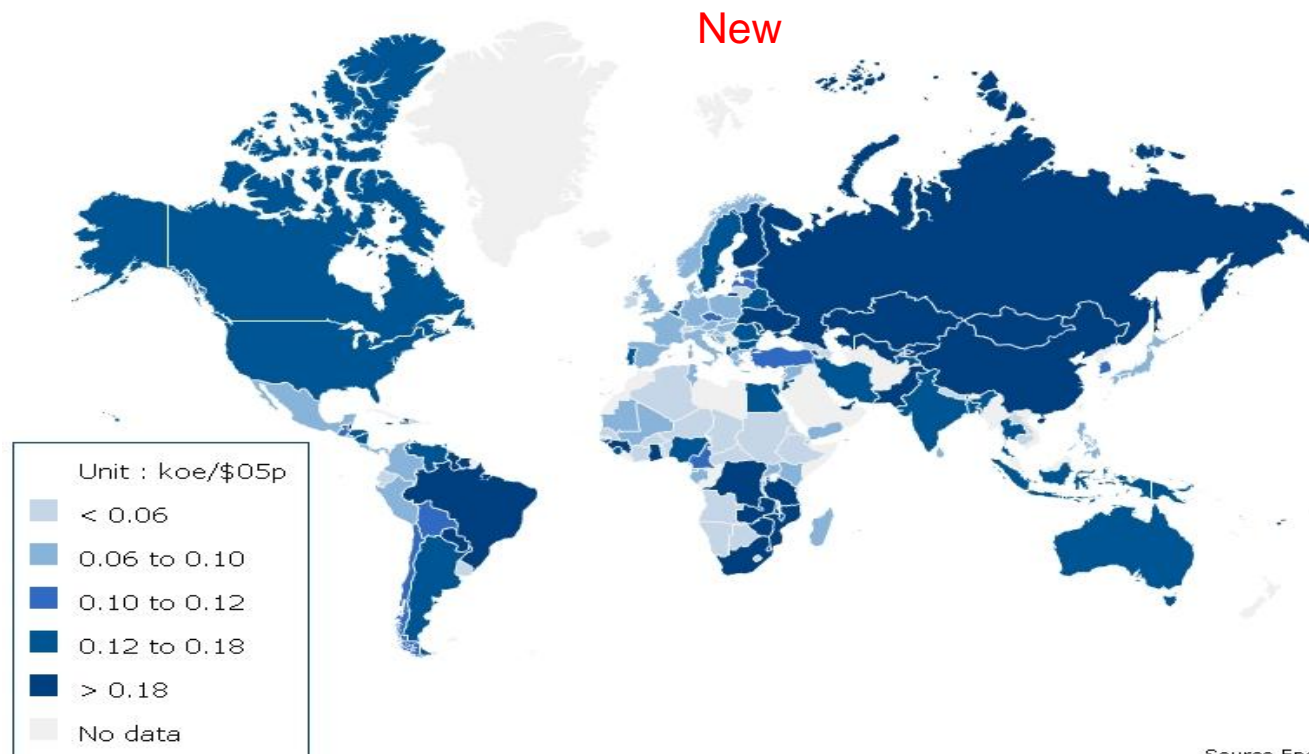 New
Unit : koe/$05p
< 0.06
0.06 to 0.10
0.10 to 0.12
0.12 to 0.18
> 0.18
No data